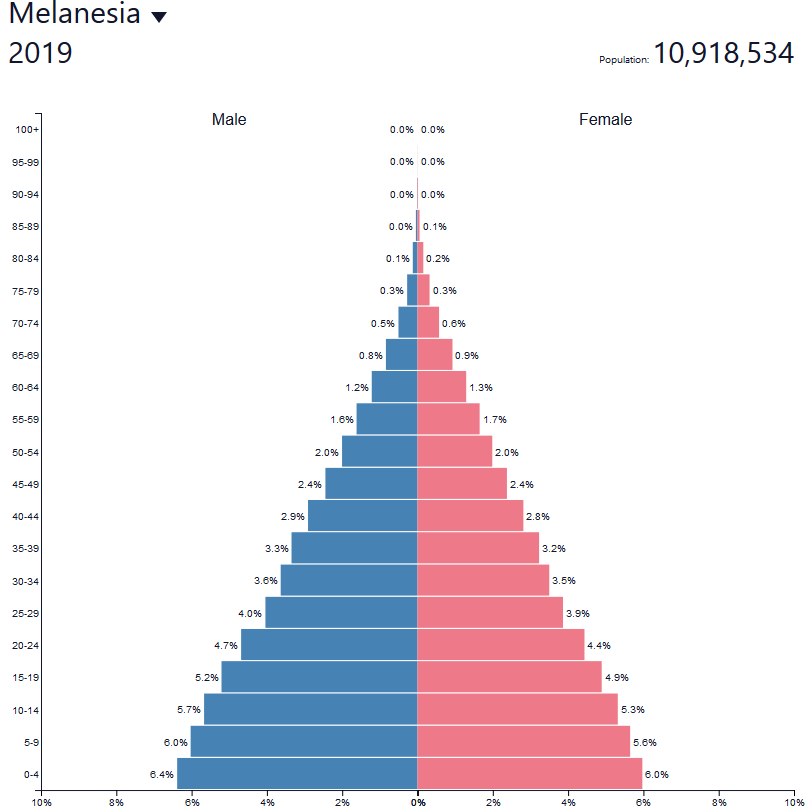 Melanesia
2019
Population: 10,918,534
Male Female
100+ 0.0% 0.0%
95-99 0.0% 0.0%
90-94 0.0% 0.0%
85-89 0.0% 0.1%
80-84 0.1% 0.2%
75-79 0.3% 0.3%
70-74 0.5% 0.6%
65-69 0.8% 0.9%
60-64 1.2% 1.3%
55-59 1.6% 1.7%
50-54 2.0% 2.0%
45-49 2.4% 2.4%
40-44 2.9% 2.8%
35-39 3.3% 3.2%
30-34 3.6% 3.5%
25-29 4.0% 3.9%
20-24 4.7% 4.4%
15-19 5.2% 4.9%
10-14 5.7% 5.3%
5-9 6.0% 5.6%
0-4 6.4% 6.0%
10% 8% 6% 4% 2% 0% 2% 4% 6% 8% 10%